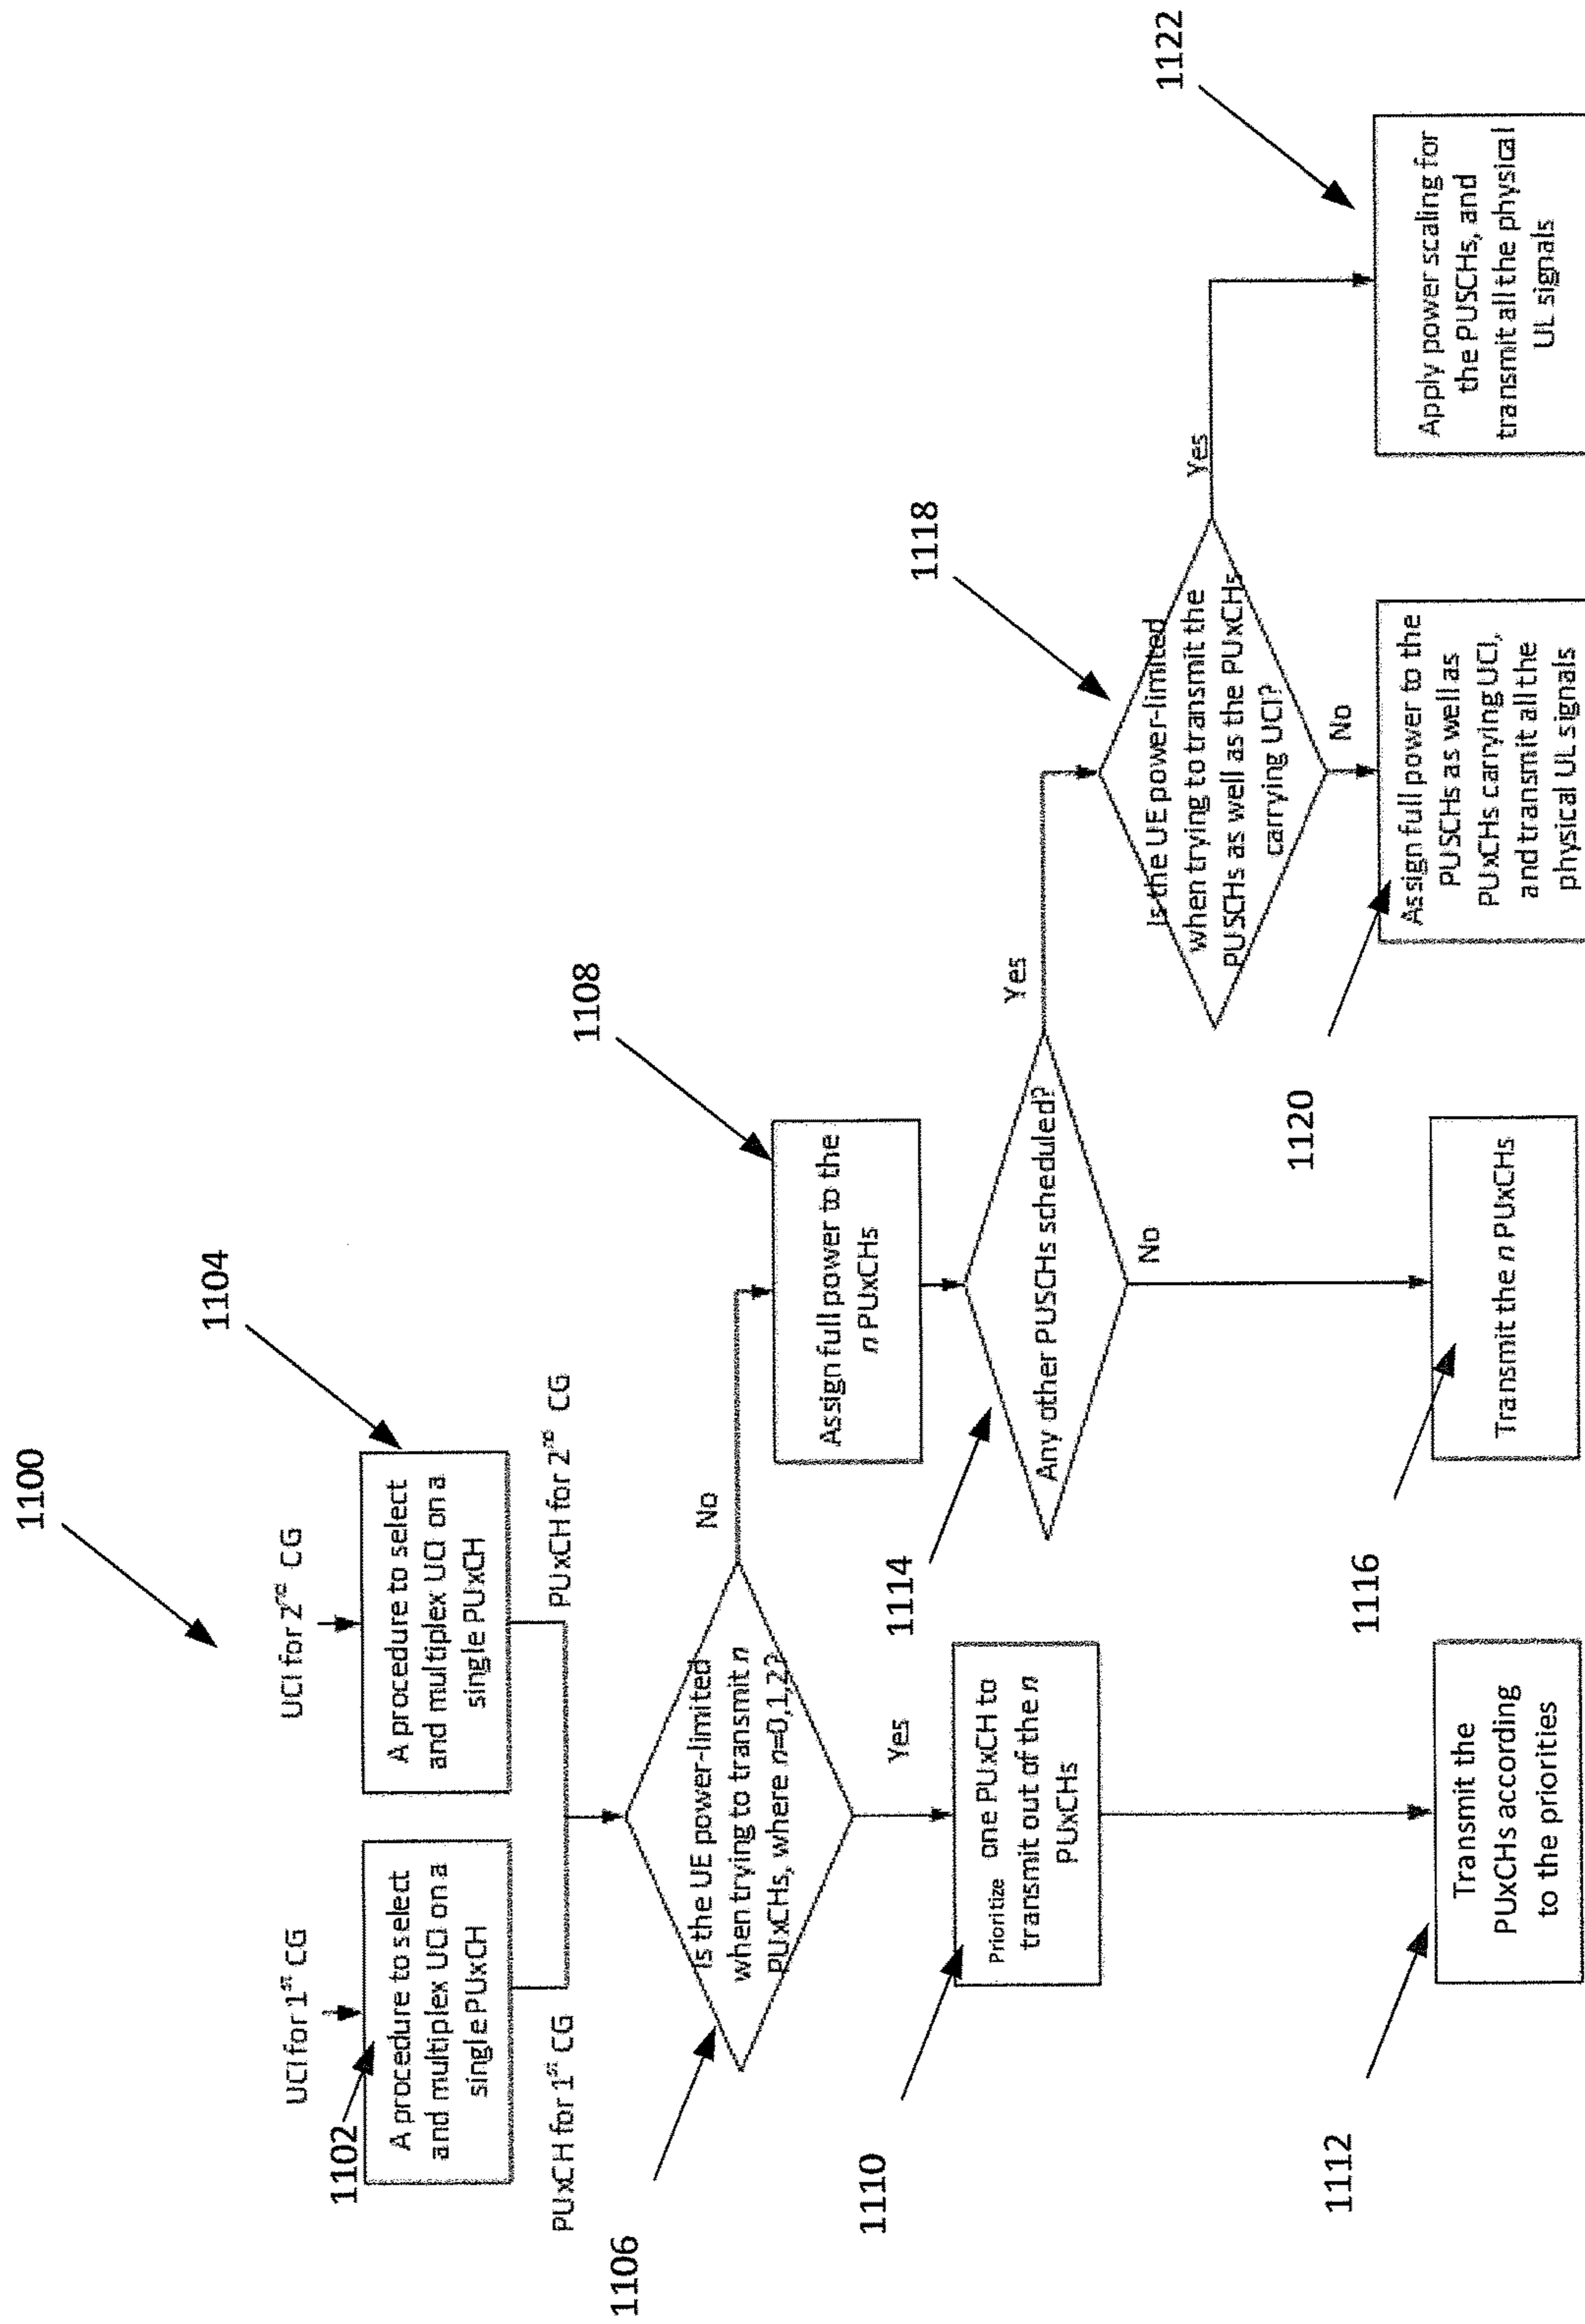 1100
UCI for 1st CG
UCI for 2nd CG
1102
A procedure to select
and multiplex UCI on a
single PUxCH
1104
A procedure to select
and multiplex UCI on a
single PUxCH
PUxCH for 1st CG
PUxCH for 2nd CG
1106
Is the UE power-limited
when trying to transmit n
PUxCHs, where n=0,1,2?
No
Yes
1108
Assign full power to the
n PUxCHs
1110
Prioritize one PUxCH to
transmit out of the n
PUxCHs
1114
Any other PUSCHs scheduled?
Yes
No
1118
Is the UE power-limited
when trying to transmit the
PUSCHs as well as the PUxCHs
carrying UCI?
Yes
No
1112
Transmit the
PUxCHs according
to the priorities
1116
Transmit the n PUxCHs
1120
Assign full power to the
PUSCHs as well as
PUxCHs carrying UCI,
and transmit all the
physical UL signals
1122
Apply power scaling for
the PUSCHs, and
transmit all the physical
UL signals